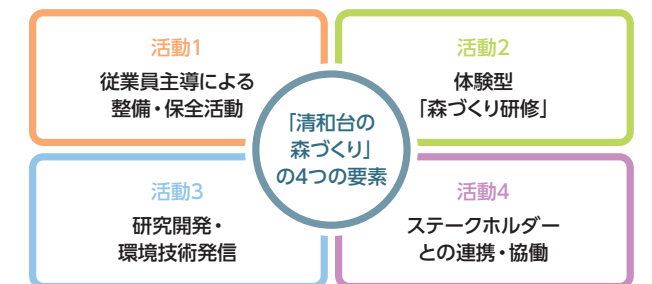 活動1
従業員主導による
整備・保全活動
活動2
体験型
「森づくり研修」
「清和台の
森づくり」
の4つの要素
活動3
研究開発・
環境技術発信
活動4
ステークホルダー
との連携・協働